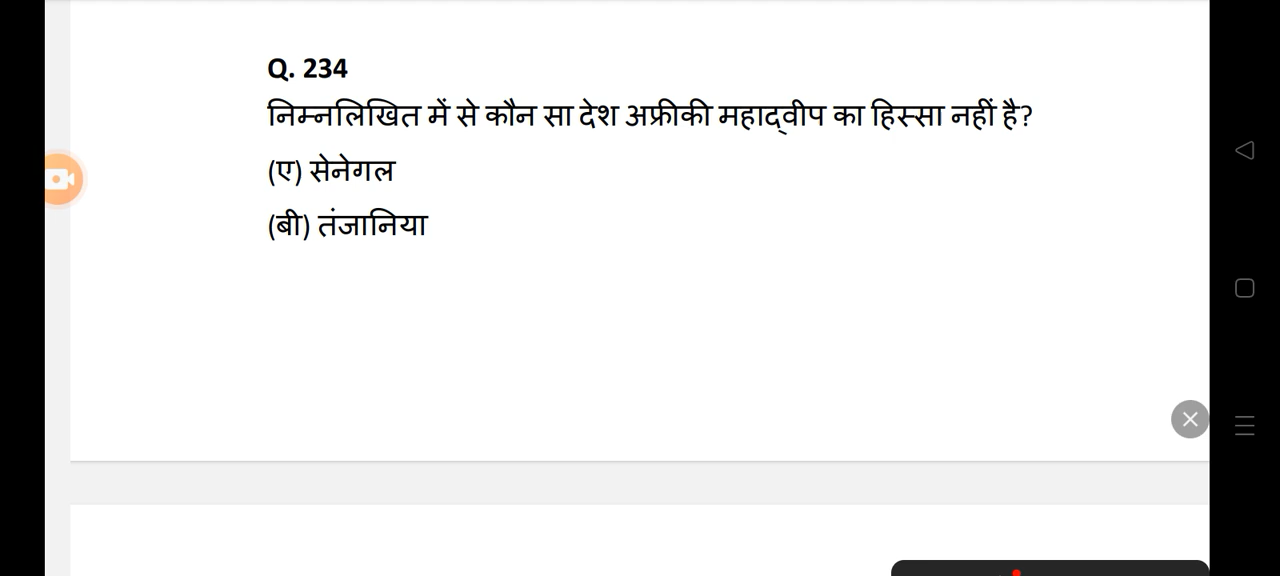 Q. 234
निम्नलिखित में से कौन सा देश अफ्रीकी महाद्वीप का हिस्सा नहीं है?
(ए) सेनेगल
(बी) तंजानिया